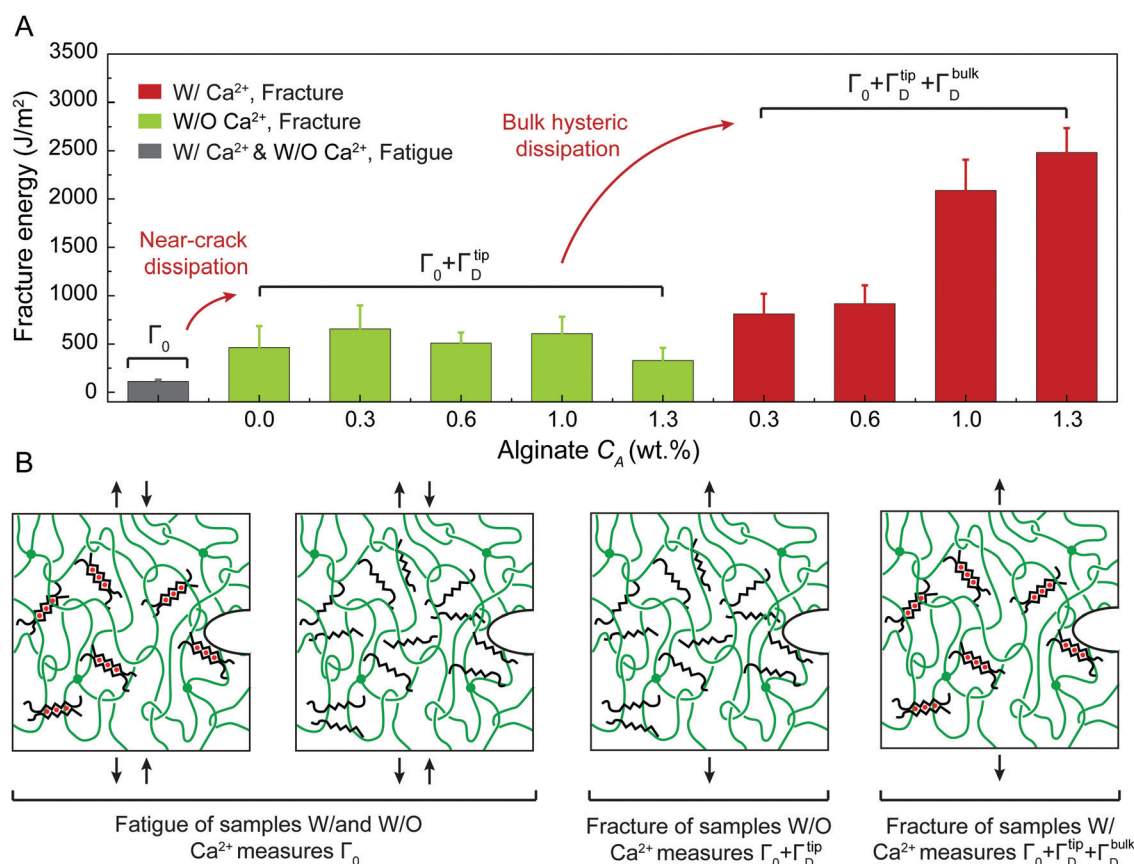 A
Fracture energy (J/m²)
3500
3000
2500
2000
1500
1000
500
0
W/ Ca²⁺, Fracture
W/O Ca²⁺, Fracture
W/ Ca²⁺ & W/O Ca²⁺, Fatigue
Near-crack
dissipation
Bulk hysteric
dissipation
Γ₀
Γ₀+Γ_D^tip
Γ₀+Γ_D^tip+Γ_D^bulk
0.0 0.3 0.6 1.0 1.3 0.3 0.6 1.0 1.3
Alginate C_A (wt.%)
B
Fatigue of samples W/and W/O
Ca²⁺ measures Γ₀
Fracture of samples W/O
Ca²⁺ measures Γ₀+Γ_D^tip
Fracture of samples W/
Ca²⁺ measures Γ₀+Γ_D^tip+Γ_D^bulk